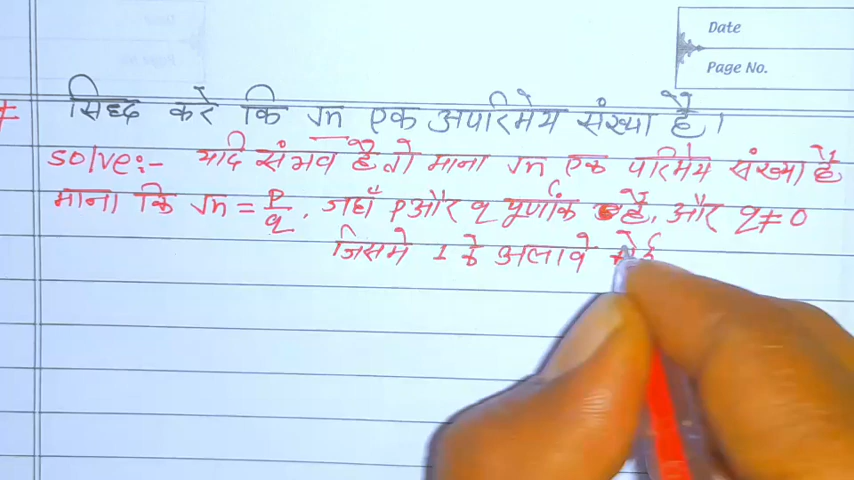 Date
Page No.
सिद्ध करे कि √n एक अपरिमेय संख्या है।
solve:- यदि संभव है तो माना √n एक परिमेय संख्या है
माना कि √n = p/q, जहाँ p और q पूर्णांक है, और q≠0
जिसमे 1 के अलावे कोई